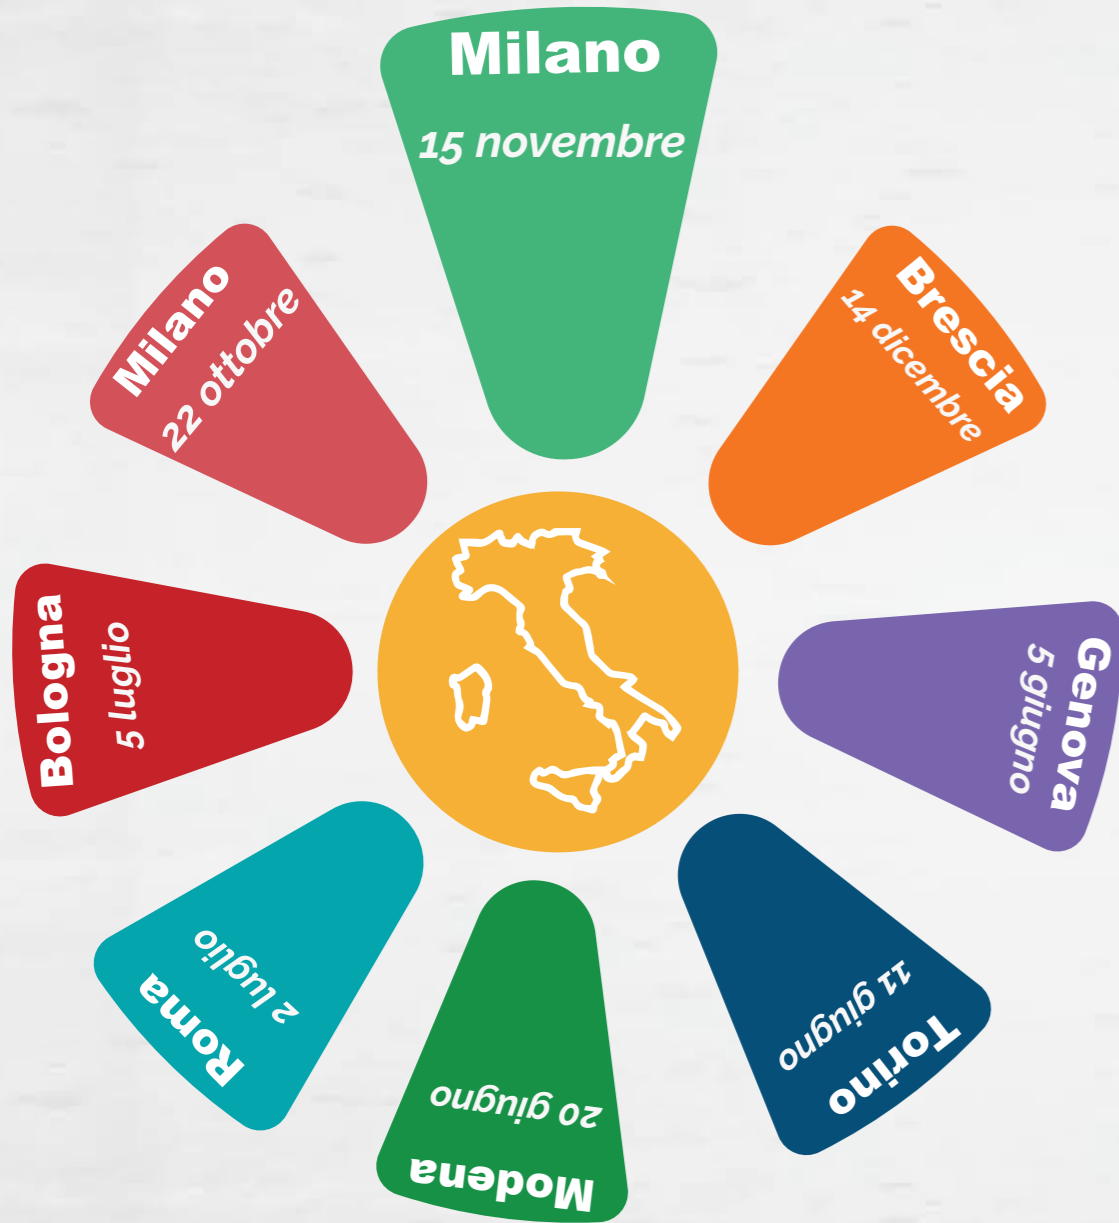 Milano
15 novembre
Brescia
14 dicembre
Genova
5 giugno
Torino
11 giugno
Modena
20 giugno
Roma
2 luglio
Bologna
5 luglio
Milano
22 ottobre